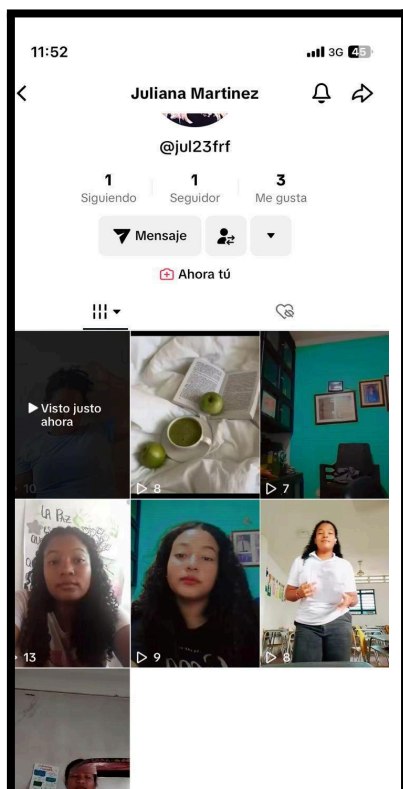 11:52
3G 45
Juliana Martinez
@jul23frf
1 1 3
Siguiendo Seguidor Me gusta
Mensaje
Ahora tú
Visto justo
ahora
10 8 7
LA PAZ
13 9 8